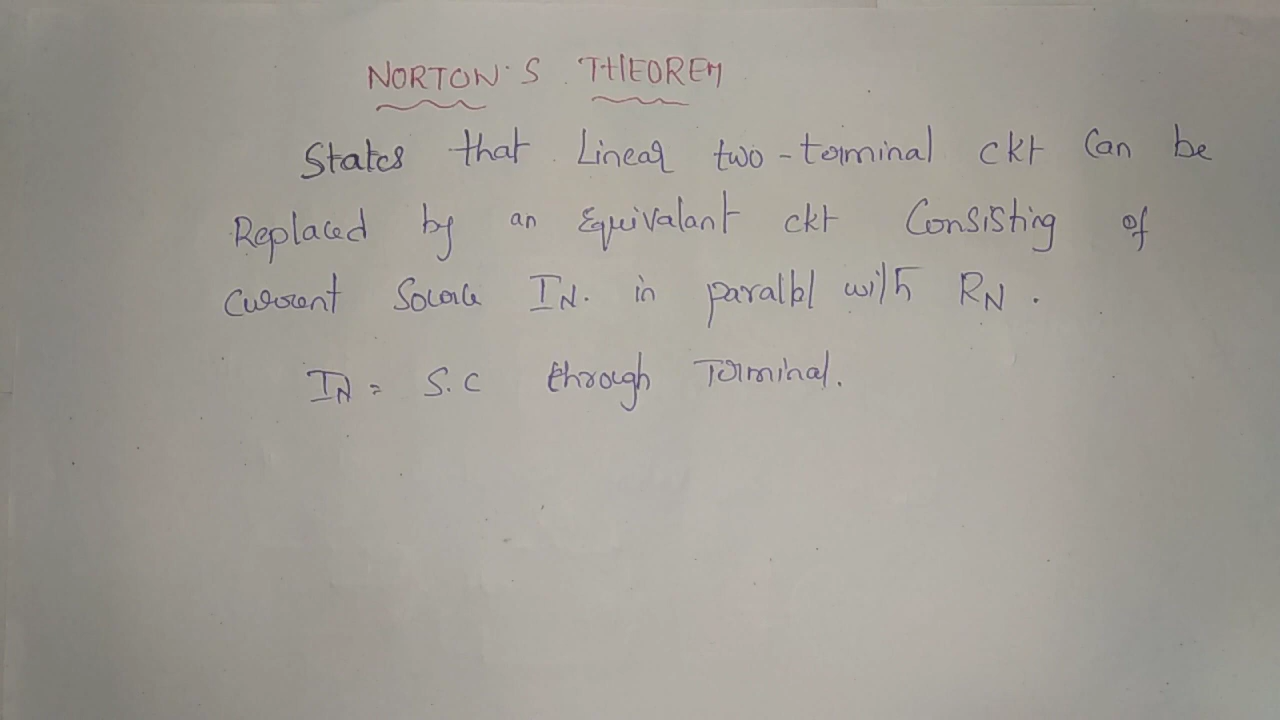 NORTON'S THEOREM
States that Linear two-terminal ckt Can be
Replaced by an Equivalant ckt Consisting of
current Source IN. in parallel with RN.
IN = S.C through Terminal.